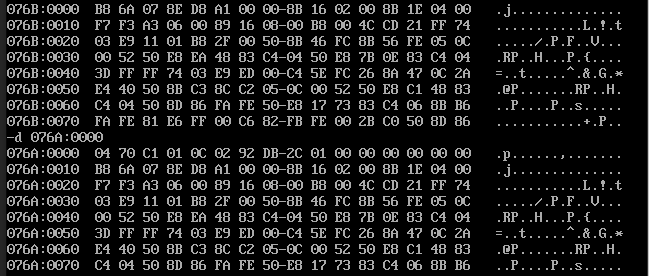 076B:0000 B8 6A 07 8E D8 A1 00 00-8B 16 02 00 8B 1E 04 00 .j..............
076B:0010 F7 F3 A3 06 00 89 16 08-00 B8 00 4C CD 21 FF 74 ...........L.!.t
076B:0020 03 E9 11 01 B8 2F 00 50-8B 46 FC 8B 56 FE 05 0C ...../.P.F..V...
076B:0030 00 52 50 E8 EA 48 83 C4-04 50 E8 7B 0E 83 C4 04 .RP..H...P.{....
076B:0040 3D FF FF 74 03 E9 ED 00-C4 5E FC 26 8A 47 0C 2A =..t.....^.&.G.*
076B:0050 E4 40 50 8B C3 8C C2 05-0C 00 52 50 E8 C1 48 83 .@P.......RP..H.
076B:0060 C4 04 50 8D 86 FA FE 50-E8 17 73 83 C4 06 8B B6 ..P....P..s.....
076B:0070 FA FE 81 E6 FF 00 C6 82-FB FE 00 2B C0 50 8D 86 ...........+.P..
-d 076A:0000
076A:0000 04 70 C1 01 0C 02 92 DB-2C 01 00 00 00 00 00 00 .p......,.......
076A:0010 B8 6A 07 8E D8 A1 00 00-8B 16 02 00 8B 1E 04 00 .j..............
076A:0020 F7 F3 A3 06 00 89 16 08-00 B8 00 4C CD 21 FF 74 ...........L.!.t
076A:0030 03 E9 11 01 B8 2F 00 50-8B 46 FC 8B 56 FE 05 0C ...../.P.F..V...
076A:0040 00 52 50 E8 EA 48 83 C4-04 50 E8 7B 0E 83 C4 04 .RP..H...P.{....
076A:0050 3D FF FF 74 03 E9 ED 00-C4 5E FC 26 8A 47 0C 2A =..t.....^.&.G.*
076A:0060 E4 40 50 8B C3 8C C2 05-0C 00 52 50 E8 C1 48 83 .@P.......RP..H.
076A:0070 C4 04 50 8D 86 FA FE 50-E8 17 73 83 C4 06 8B B6 ..P....P..s.....